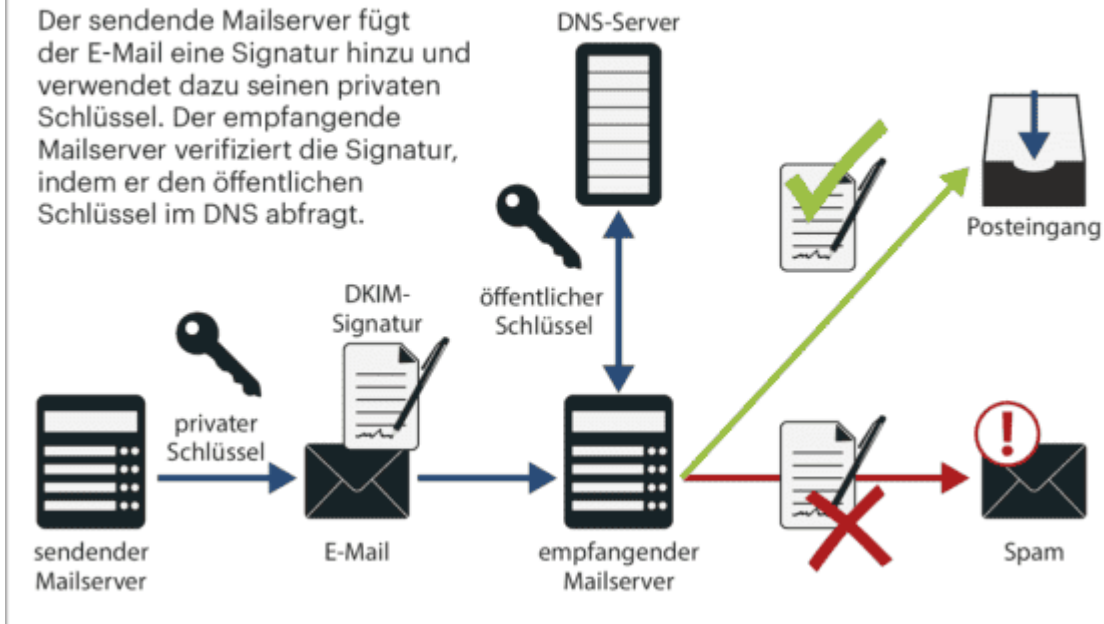 Der sendende Mailserver fügt
der E-Mail eine Signatur hinzu und
verwendet dazu seinen privaten
Schlüssel. Der empfangende
Mailserver verifiziert die Signatur,
indem er den öffentlichen
Schlüssel im DNS abfragt.
DNS-Server
Posteingang
öffentlicher
Schlüssel
DKIM-
Signatur
privater
Schlüssel
sendender
Mailserver
E-Mail
empfangender
Mailserver
Spam